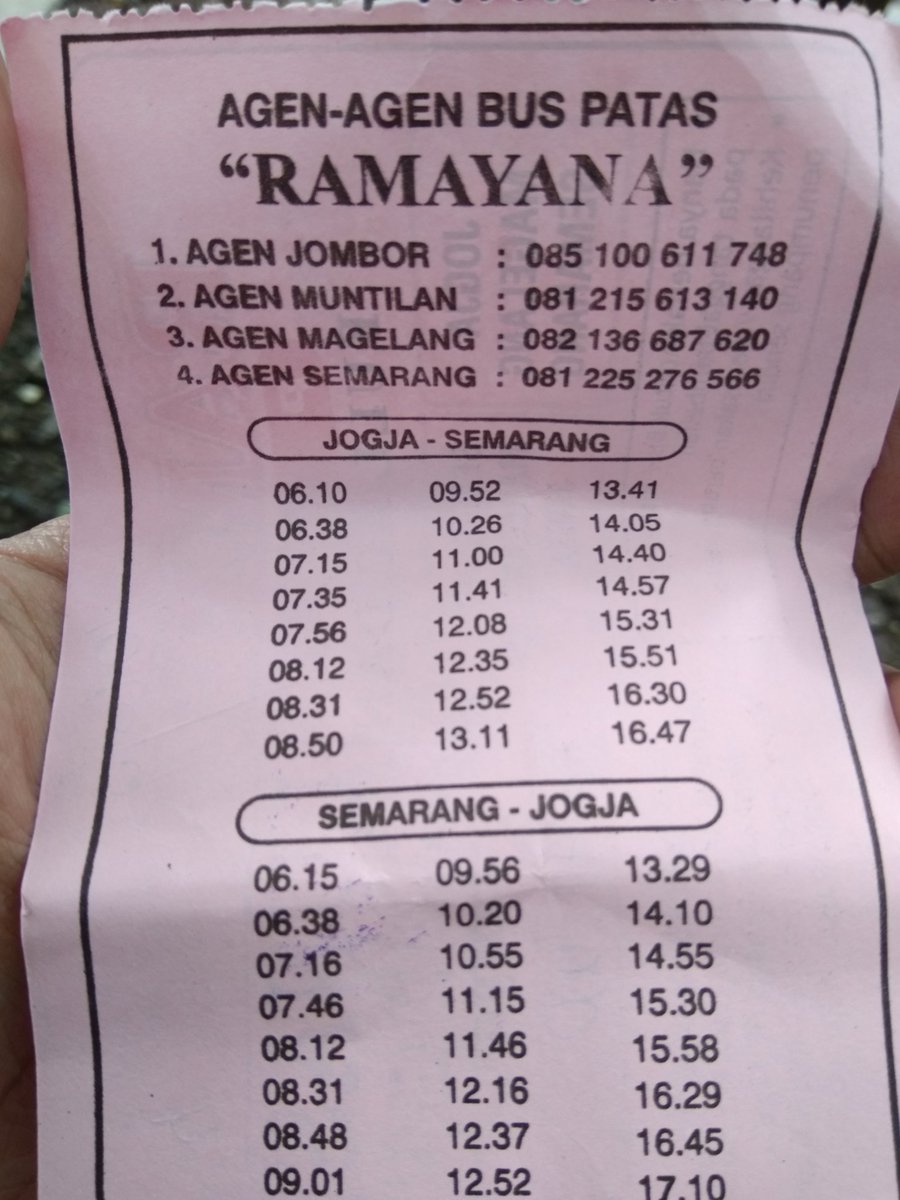 AGEN-AGEN BUS PATAS
“RAMAYANA”
1. AGEN JOMBOR : 085 100 611 748
2. AGEN MUNTILAN : 081 215 613 140
3. AGEN MAGELANG : 082 136 687 620
4. AGEN SEMARANG : 081 225 276 566
JOGJA - SEMARANG
06.10 09.52 13.41
06.38 10.26 14.05
07.15 11.00 14.40
07.35 11.41 14.57
07.56 12.08 15.31
08.12 12.35 15.51
08.31 12.52 16.30
08.50 13.11 16.47
SEMARANG - JOGJA
06.15 09.56 13.29
06.38 10.20 14.10
07.16 10.55 14.55
07.46 11.15 15.30
08.12 11.46 15.58
08.31 12.16 16.29
08.48 12.37 16.45
09.01 12.52 17.10